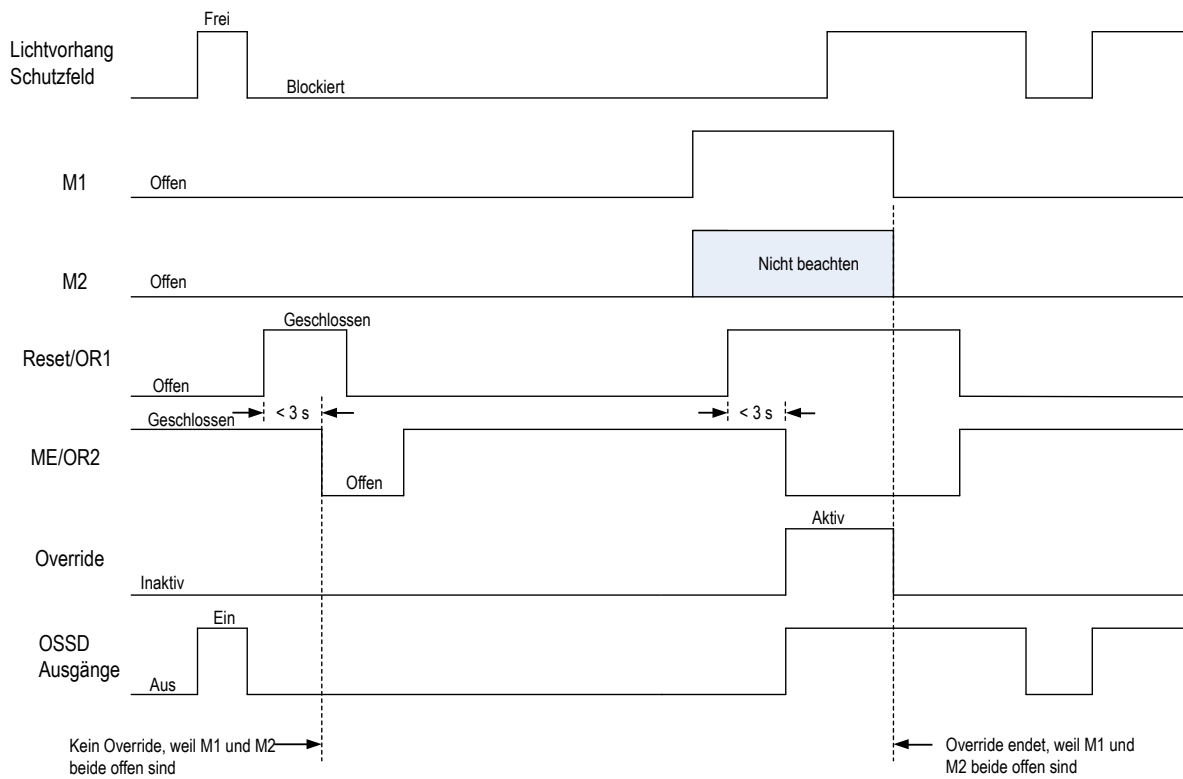 Frei
Lichtvorhang
Schutzfeld
Blockiert
M1
Offen
M2
Offen
Nicht beachten
Geschlossen
Reset/OR1
Offen
< 3 s
< 3 s
Geschlossen
ME/OR2
Offen
Aktiv
Override
Inaktiv
Ein
OSSD
Ausgänge
Aus
Kein Override, weil M1 und M2
beide offen sind
Override endet, weil M1 und
M2 beide offen sind